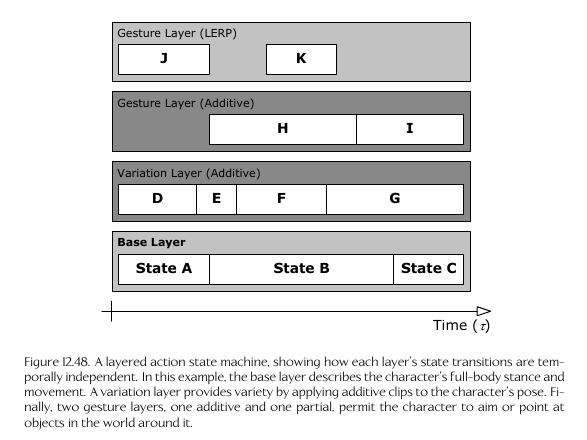 Gesture Layer (LERP)
J K
Gesture Layer (Additive)
H I
Variation Layer (Additive)
D E F G
Base Layer
State A State B State C
Time (τ)
Figure 12.48. A layered action state machine, showing how each layer's state transitions are tem-
porally independent. In this example, the base layer describes the character's full-body stance and
movement. A variation layer provides variety by applying additive clips to the character's pose. Fi-
nally, two gesture layers, one additive and one partial, permit the character to aim or point at
objects in the world around it.